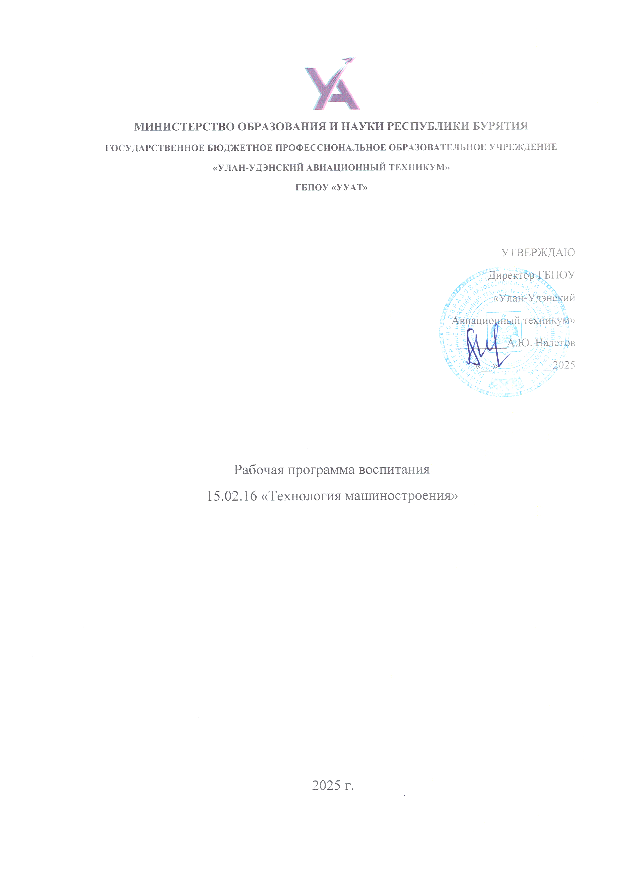 МИНИСТЕРСТВО ОБРАЗОВАНИЯ И НАУКИ РЕСПУБЛИКИ БУРЯТИЯ
ГОСУДАРСТВЕННОЕ БЮДЖЕТНОЕ ПРОФЕССИОНАЛЬНОЕ ОБРАЗОВАТЕЛЬНОЕ УЧРЕЖДЕНИЕ
«УЛАН-УДЭНСКИЙ АВИАЦИОННЫЙ ТЕХНИКУМ»
ГБПОУ «УУАТ»
УТВЕРЖДАЮ
Директор ГБПОУ
«Улан-Удэнский
Авиационный техникум»
А.Ю.
2025
Рабочая программа воспитания
15.02.16 «Технология машиностроения»
2025 г.